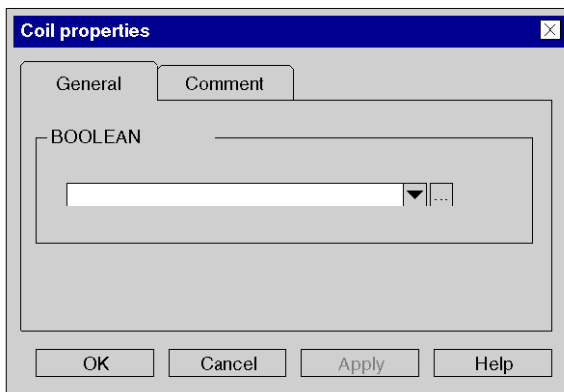 Coil properties
General Comment
BOOLEAN
...
OK Cancel Apply Help